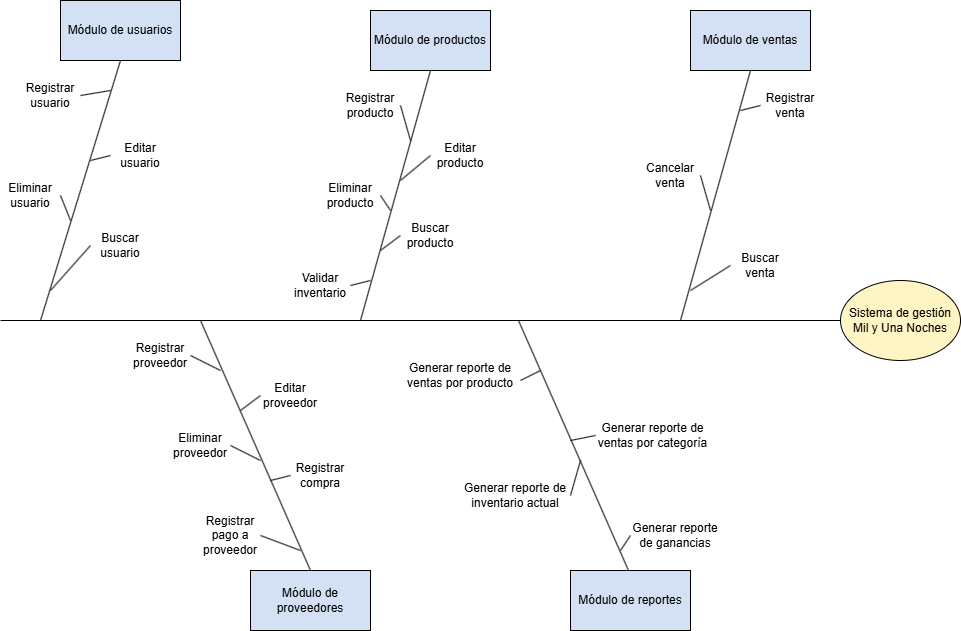 Módulo de usuarios
Módulo de productos
Módulo de ventas
Registrar
usuario
Editar
usuario
Eliminar
usuario
Buscar
usuario
Registrar
producto
Editar
producto
Eliminar
producto
Buscar
producto
Validar
inventario
Registrar
venta
Cancelar
venta
Buscar
venta
Sistema de gestión
Mil y Una Noches
Registrar
proveedor
Editar
proveedor
Eliminar
proveedor
Registrar
compra
Registrar
pago a
proveedor
Generar reporte de
ventas por producto
Generar reporte de
ventas por categoría
Generar reporte de
inventario actual
Generar reporte
de ganancias
Módulo de
proveedores
Módulo de reportes